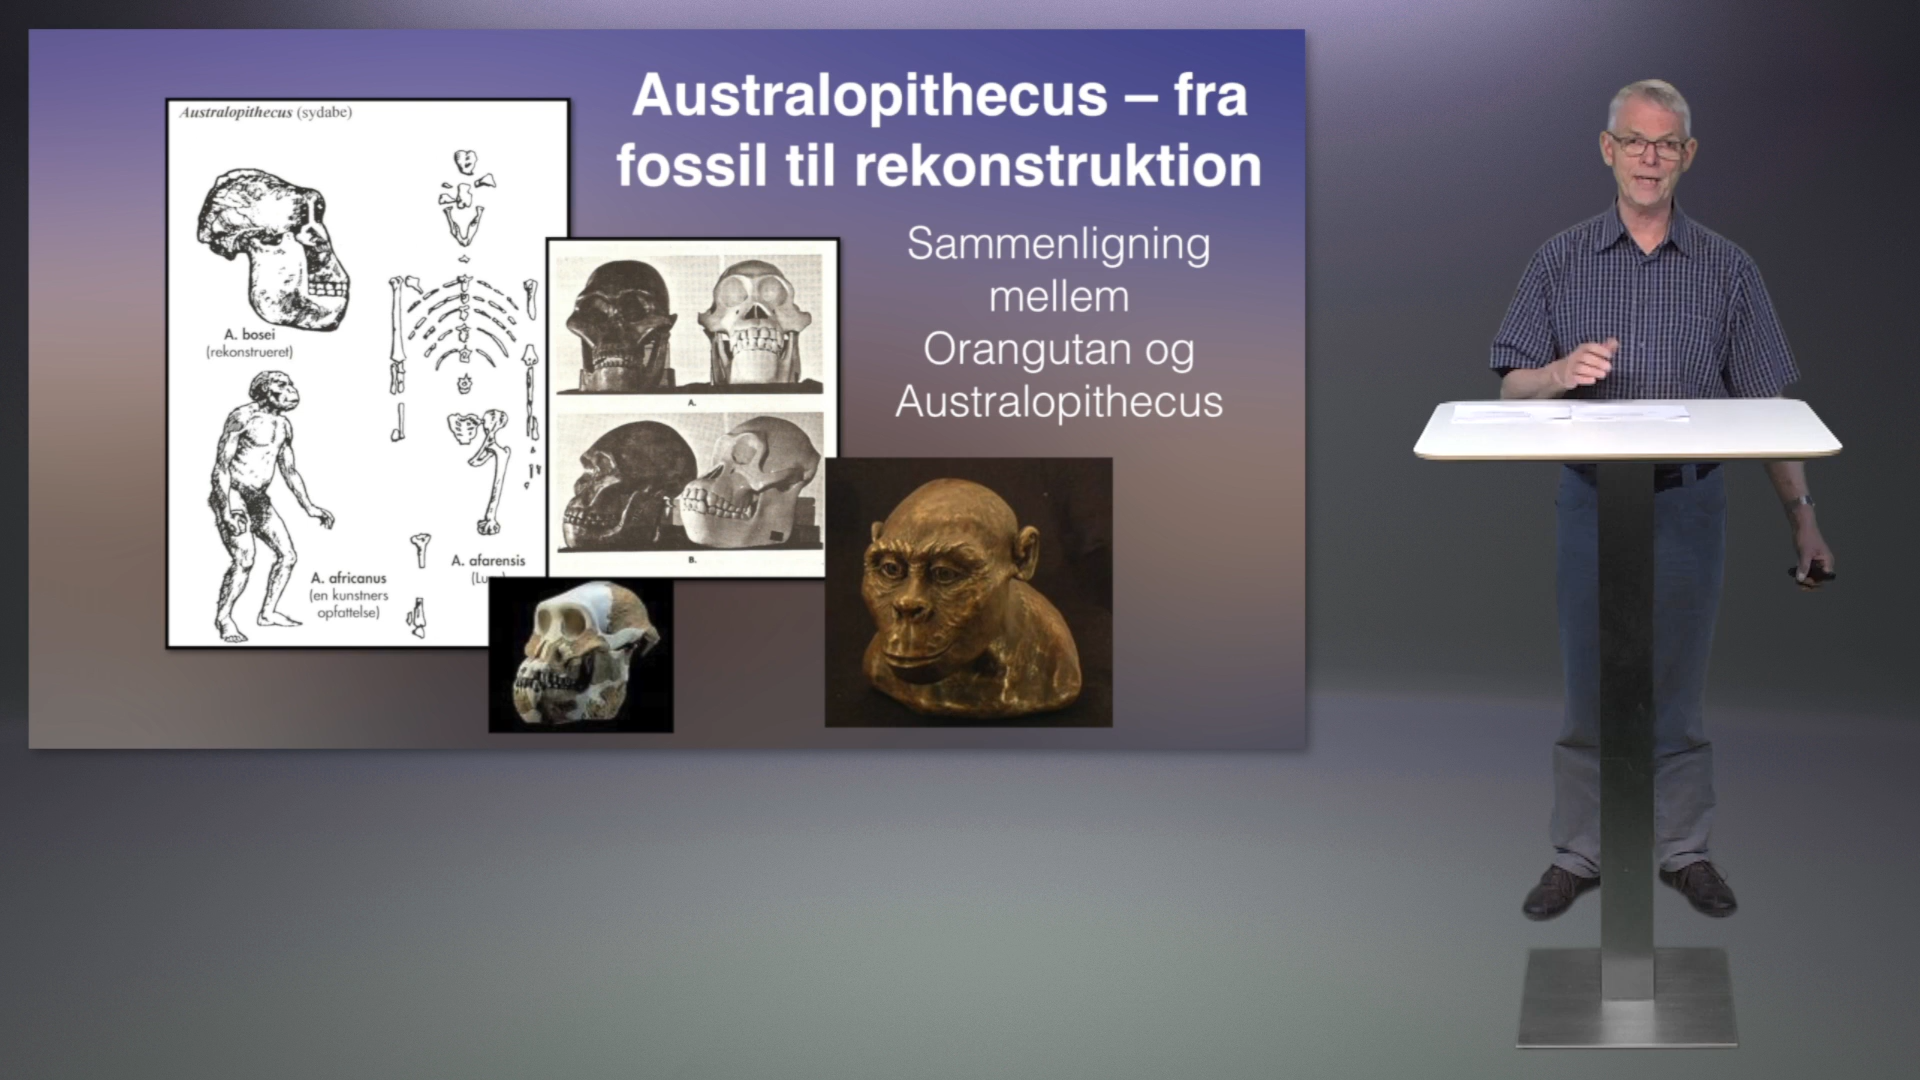 Australopithecus – fra
fossil til rekonstruktion
Sammenligning
mellem
Orangutan og
Australopithecus
Australopithecus (sydabe)
A. bosei
(rekonstrueret)
A. africanus
(en kunstners
opfattelse)
A. afarensis
A.
B.